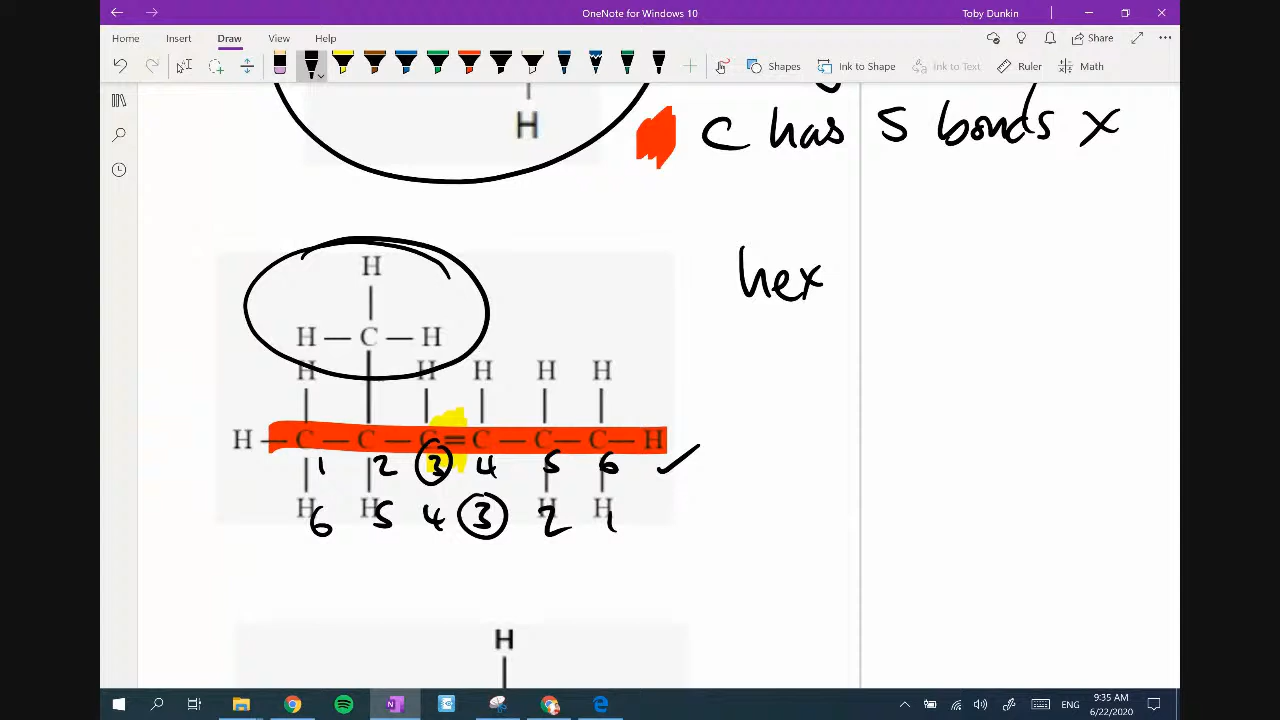 OneNote for Windows 10
Toby Dunkin
Home Insert Draw View Help
Share
Shapes Ink to Shape Ink to Text Ruler Math
H
C has 5 bonds x
H
hex
H — C — H
H H H H H
H — C — C — C = C — C — C — H
1 2 3 4 5 6 ✓
H H H H
6 5 4 3 2 1
H
ENG
9:35 AM
6/22/2020